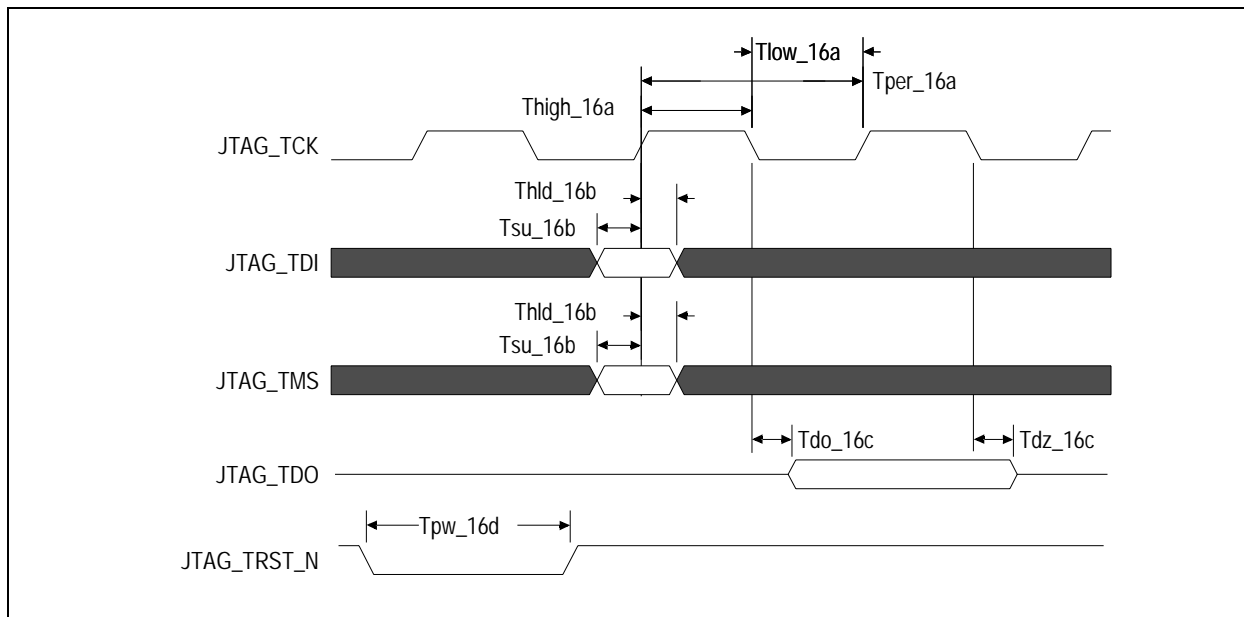 Tlow_16a
Tper_16a
Thigh_16a
JTAG_TCK
Thld_16b
Tsu_16b
JTAG_TDI
Thld_16b
Tsu_16b
JTAG_TMS
Tdo_16c
Tdz_16c
JTAG_TDO
Tpw_16d
JTAG_TRST_N